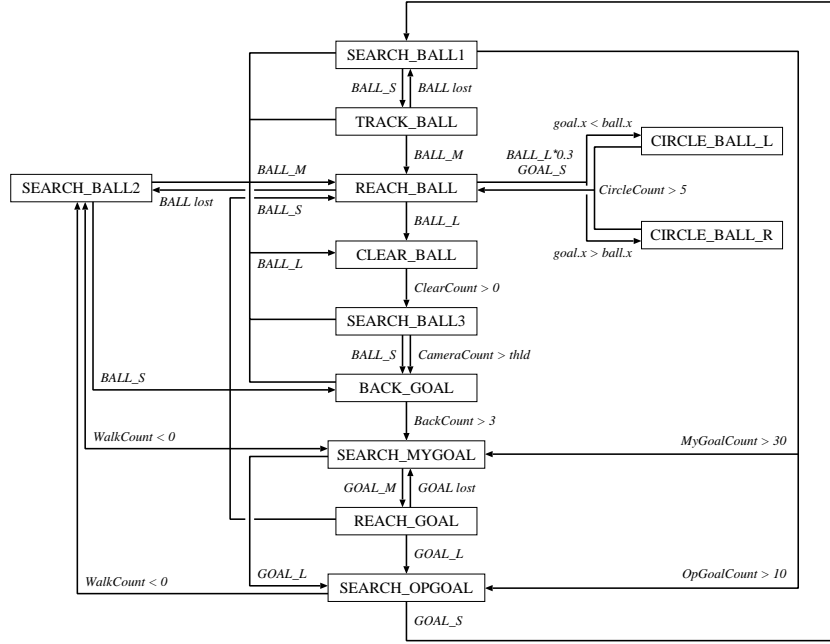 SEARCH_BALL1
BALL_S
BALL lost
TRACK_BALL
goal.x < ball.x
CIRCLE_BALL_L
BALL_M
BALL_M
BALL_L*0.3
GOAL_S
SEARCH_BALL2
REACH_BALL
CircleCount > 5
BALL lost
BALL_S
BALL_L
CIRCLE_BALL_R
goal.x > ball.x
CLEAR_BALL
BALL_L
ClearCount > 0
SEARCH_BALL3
BALL_S
CameraCount > thld
BALL_S
BACK_GOAL
BackCount > 3
WalkCount < 0
MyGoalCount > 30
SEARCH_MYGOAL
GOAL_M
GOAL lost
REACH_GOAL
GOAL_L
WalkCount < 0
GOAL_L
OpGoalCount > 10
SEARCH_OPGOAL
GOAL_S